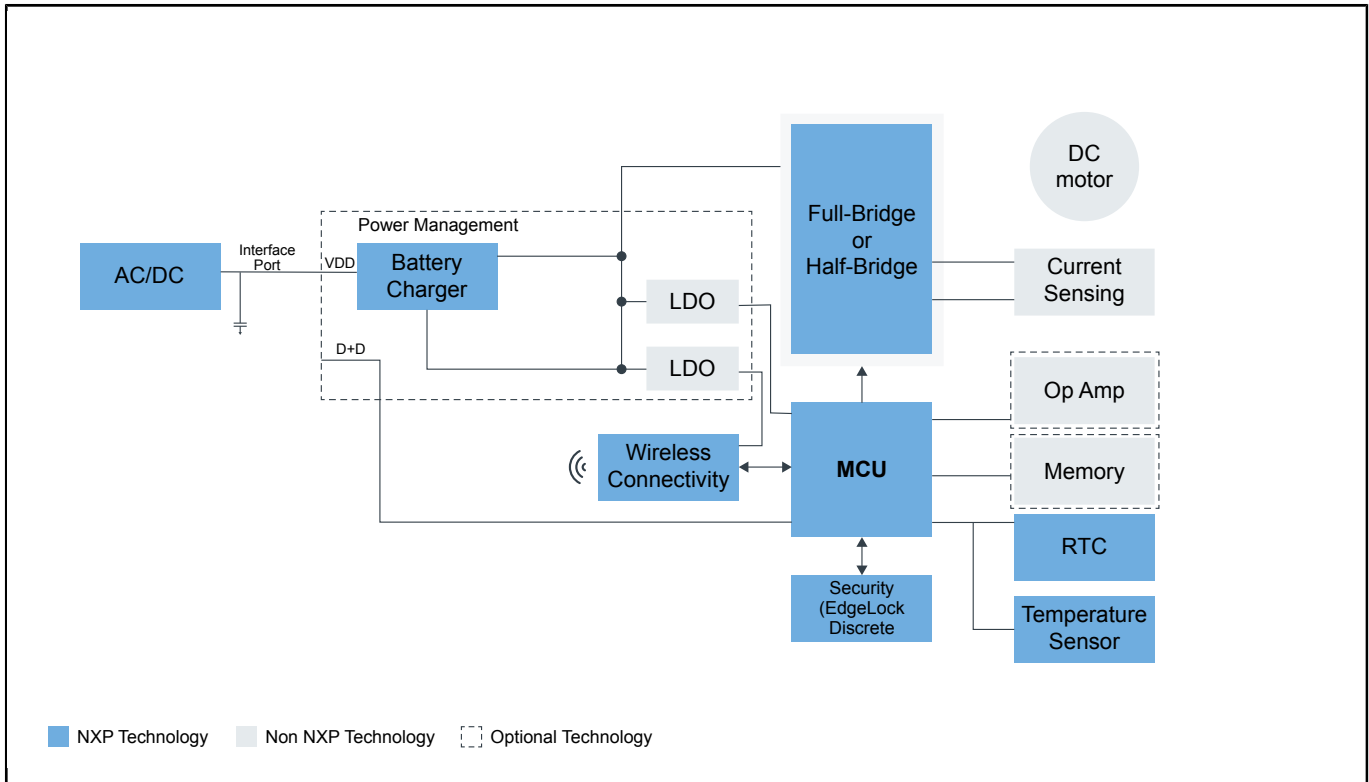 DC
motor
Full-Bridge
or
Half-Bridge
Power Management
Interface
Port
VDD
AC/DC
Battery
Charger
Current
Sensing
LDO
D+D
LDO
Op Amp
Wireless
Connectivity
MCU
Memory
RTC
Security
(EdgeLock
Discrete
Temperature
Sensor
NXP Technology
Non NXP Technology
Optional Technology